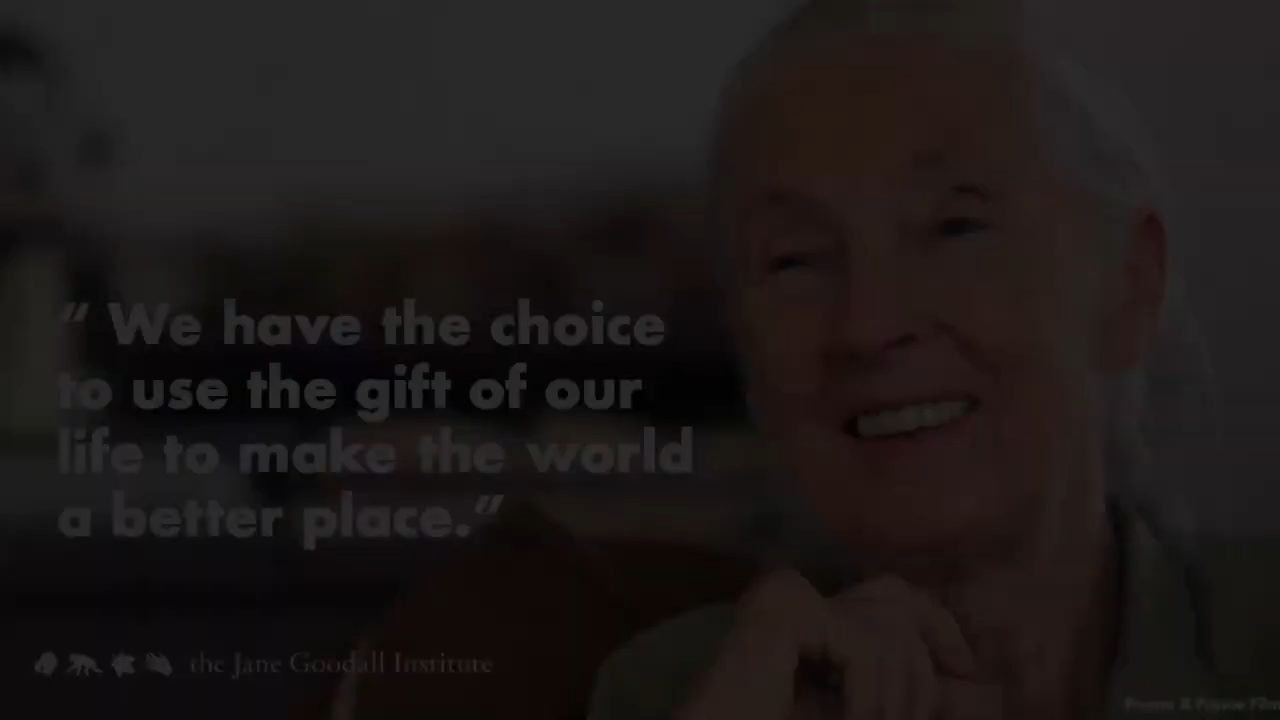 “ We have the choice
to use the gift of our
life to make the world
a better place.”
the Jane Goodall Institute